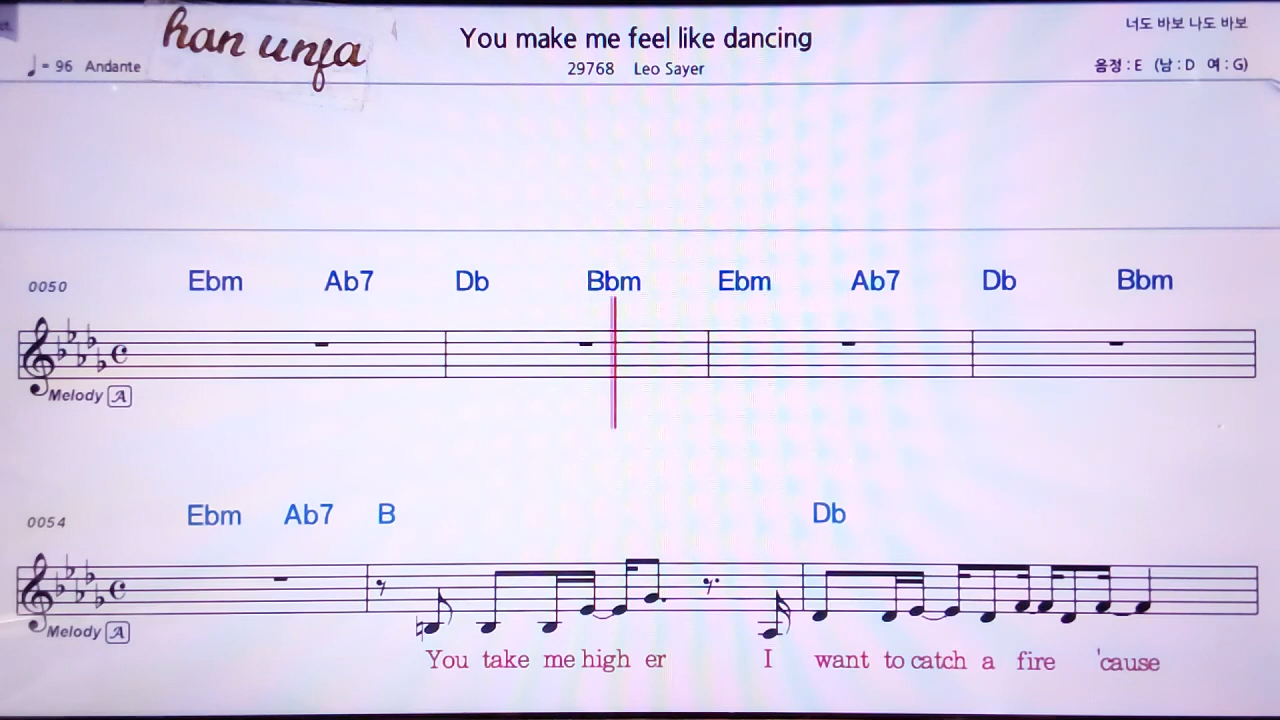 han unfa
You make me feel like dancing
너도 바보 나도 바보
♩ = 96 Andante
29768 Leo Sayer
음정 : E (남 : D 여 : G)
0050 Ebm Ab7 Db Bbm Ebm Ab7 Db Bbm
Melody A
0054 Ebm Ab7 B Db
Melody A
You take me high er I want to catch a fire 'cause